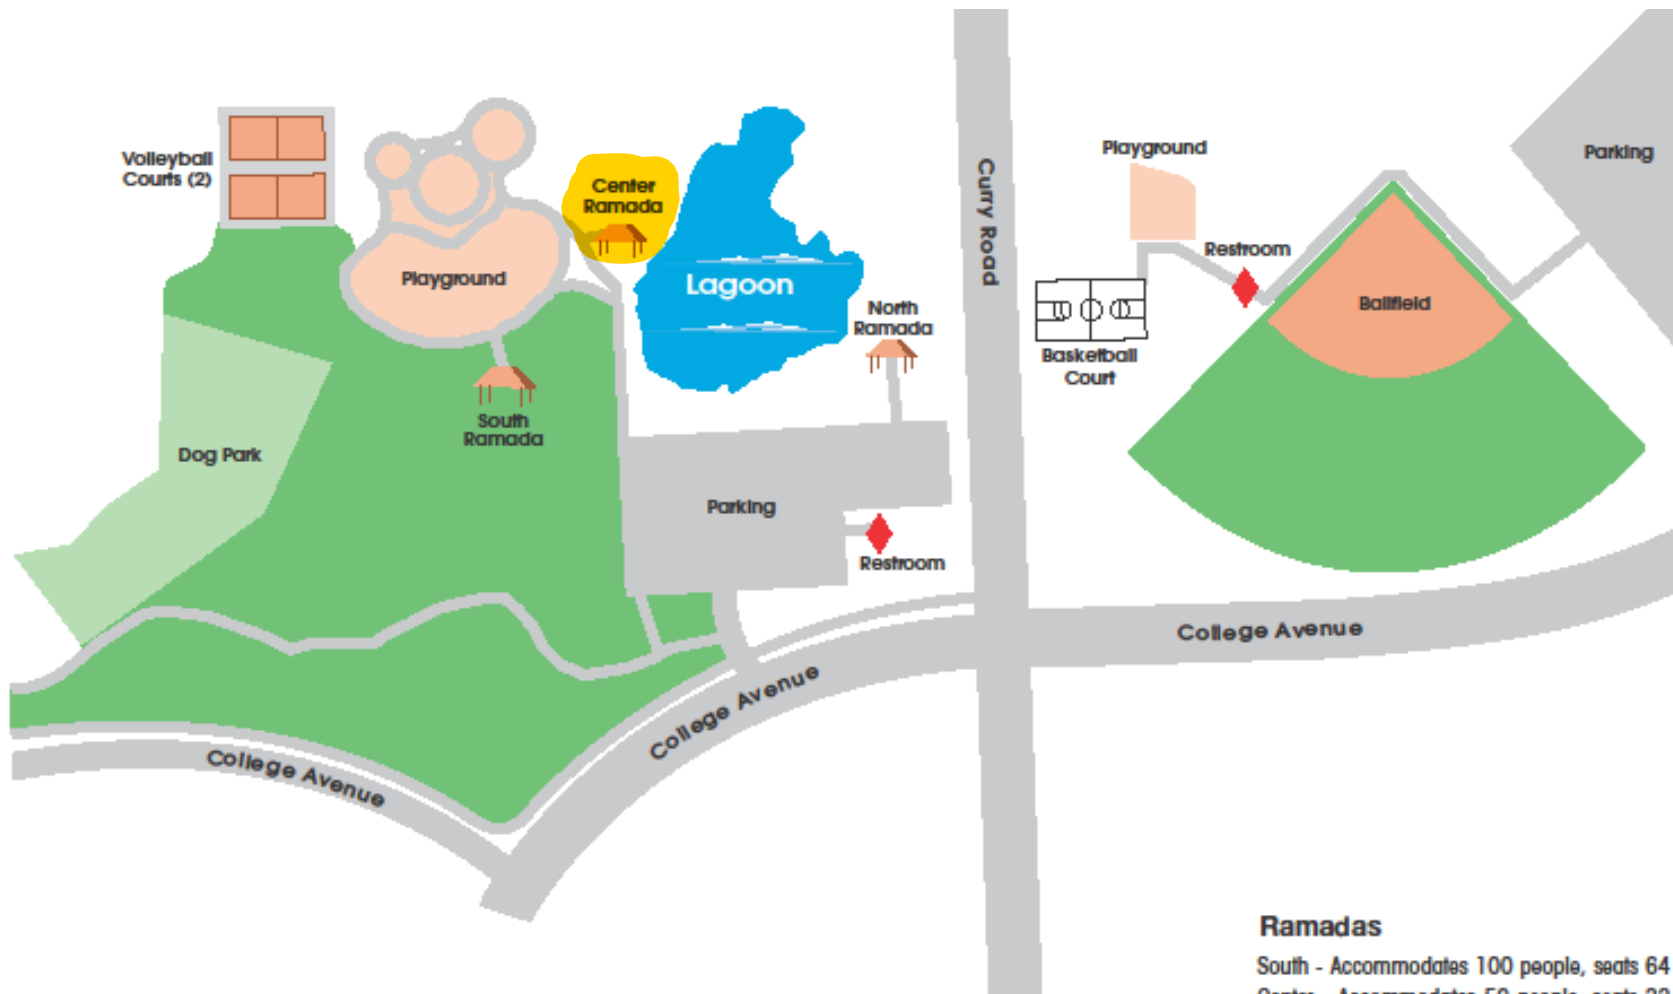 Volleyball
Courts (2)
Playground
Center
Ramada
Lagoon
North
Ramada
South
Ramada
Dog Park
Parking
Restroom
Curry Road
Playground
Restroom
Basketball
Court
Ballfield
Parking
College Avenue
College Avenue
College Avenue
Ramadas
South - Accommodates 100 people, seats 64